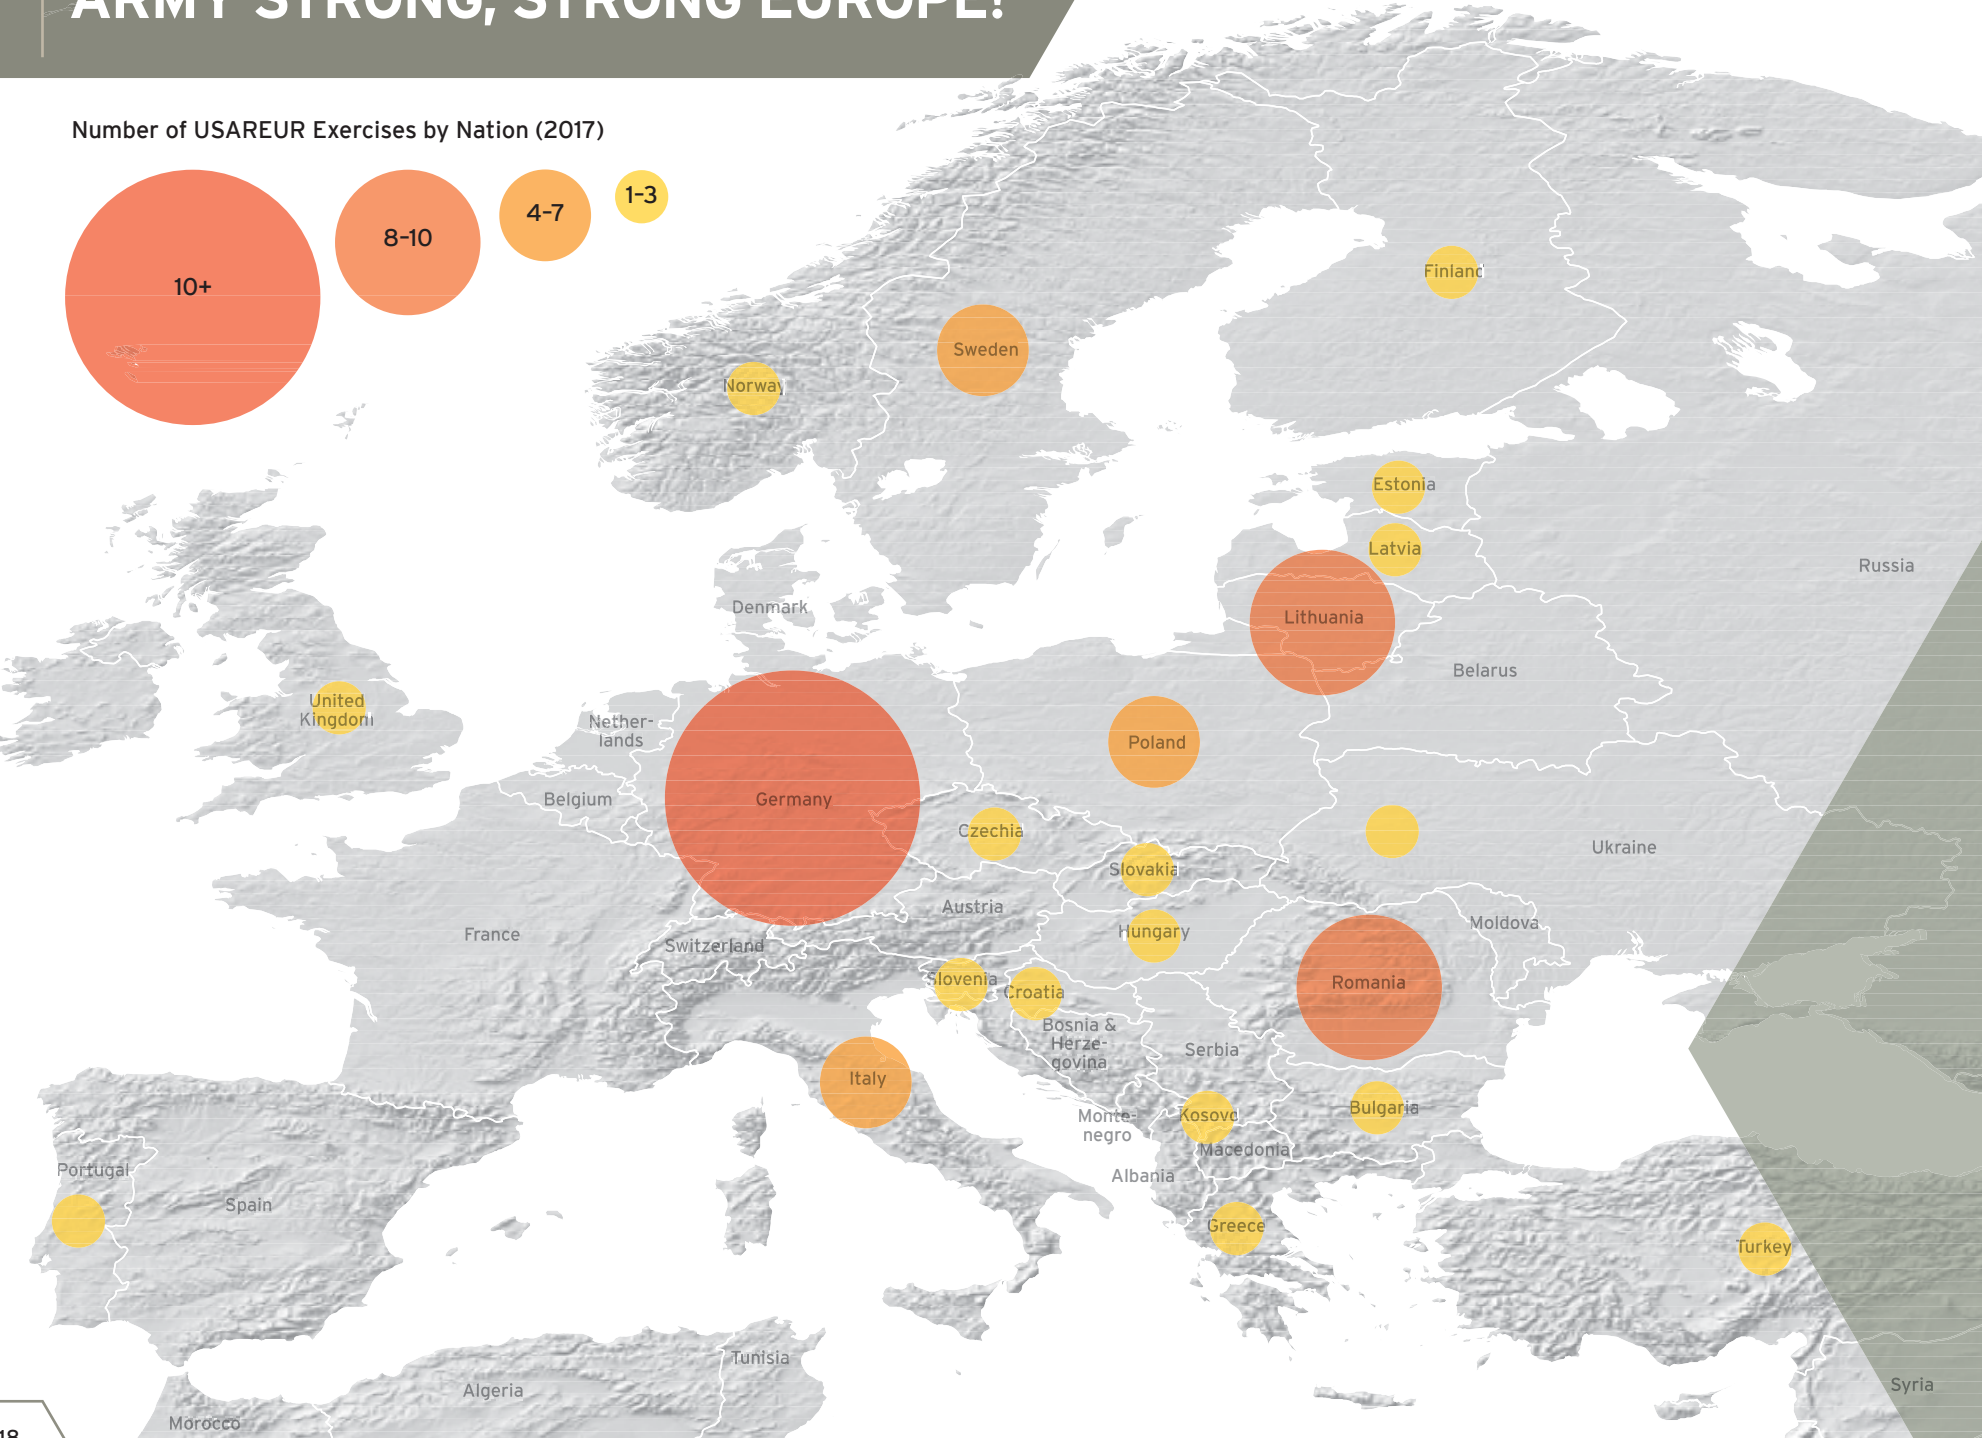 ARMY STRONG, STRONG EUROPE!
Number of USAREUR Exercises by Nation (2017)
10+
8–10
4–7
1–3
Finland
Sweden
Norway
Estonia
Latvia
Russia
Denmark
Lithuania
Belarus
United
Kingdom
Nether-
lands
Poland
Belgium
Germany
Czechia
Ukraine
Slovakia
Austria
France
Switzerland
Hungary
Moldova
Slovenia
Croatia
Romania
Bosnia &
Herze-
govina
Serbia
Italy
Monte-
negro
Kosovo
Bulgaria
Macedonia
Albania
Portugal
Spain
Greece
Turkey
Tunisia
Algeria
Syria
Morocco
18